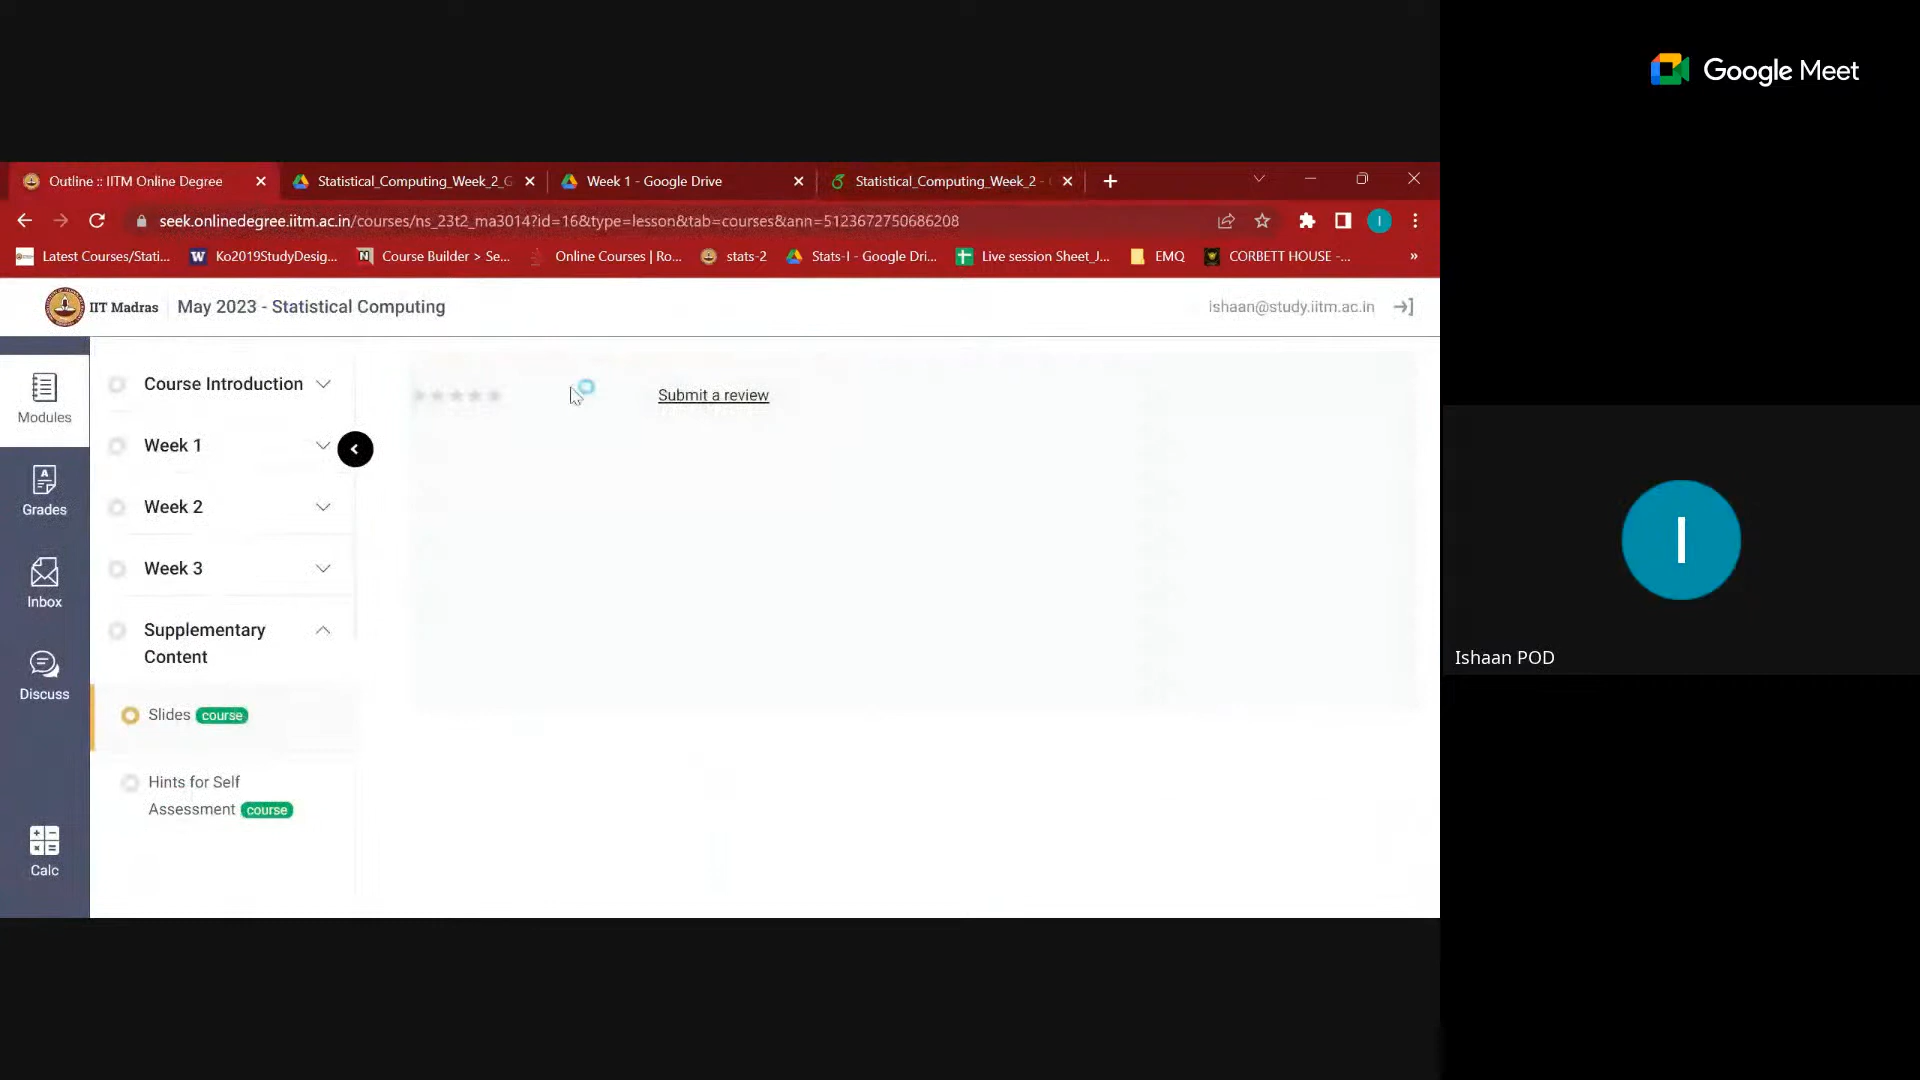 Google Meet
Outline :: IITM Online Degree
Statistical_Computing_Week_2_G
Week 1 - Google Drive
Statistical_Computing_Week_2 -
seek.onlinedegree.iitm.ac.in/courses/ns_23t2_ma3014?id=16&type=lesson&tab=courses&ann=5123672750686208
I
Latest Courses/Stati...
Ko2019StudyDesig...
Course Builder > Se...
Online Courses | Ro...
stats-2
Stats-I - Google Dri...
Live session Sheet_J...
EMQ
CORBETT HOUSE -...
»
IIT Madras
May 2023 - Statistical Computing
ishaan@study.iitm.ac.in
Modules
Grades
Inbox
Discuss
Calc
Course Introduction
Week 1
Week 2
Week 3
Supplementary
Content
Slides course
Hints for Self
Assessment course
Submit a review
I
Ishaan POD